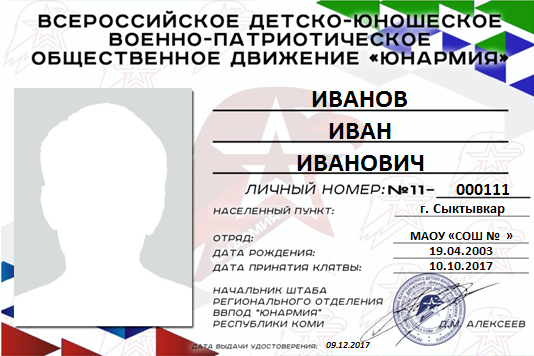 ВСЕРОССИЙСКОЕ ДЕТСКО-ЮНОШЕСКОЕ
ВОЕННО-ПАТРИОТИЧЕСКОЕ
ОБЩЕСТВЕННОЕ ДВИЖЕНИЕ «ЮНАРМИЯ»
ИВАНОВ
ИВАН
ИВАНОВИЧ
ЛИЧНЫЙ НОМЕР: №11- 000111
НАСЕЛЕННЫЙ ПУНКТ: г. Сыктывкар
ОТРЯД: МАОУ «СОШ № »
ДАТА РОЖДЕНИЯ: 19.04.2003
ДАТА ПРИНЯТИЯ КЛЯТВЫ: 10.10.2017
НАЧАЛЬНИК ШТАБА
РЕГИОНАЛЬНОГО ОТДЕЛЕНИЯ
ВВПОД "ЮНАРМИЯ"
РЕСПУБЛИКИ КОМИ Д.М. АЛЕКСЕЕВ
ДАТА ВЫДАЧИ УДОСТОВЕРЕНИЯ: 09.12.2017